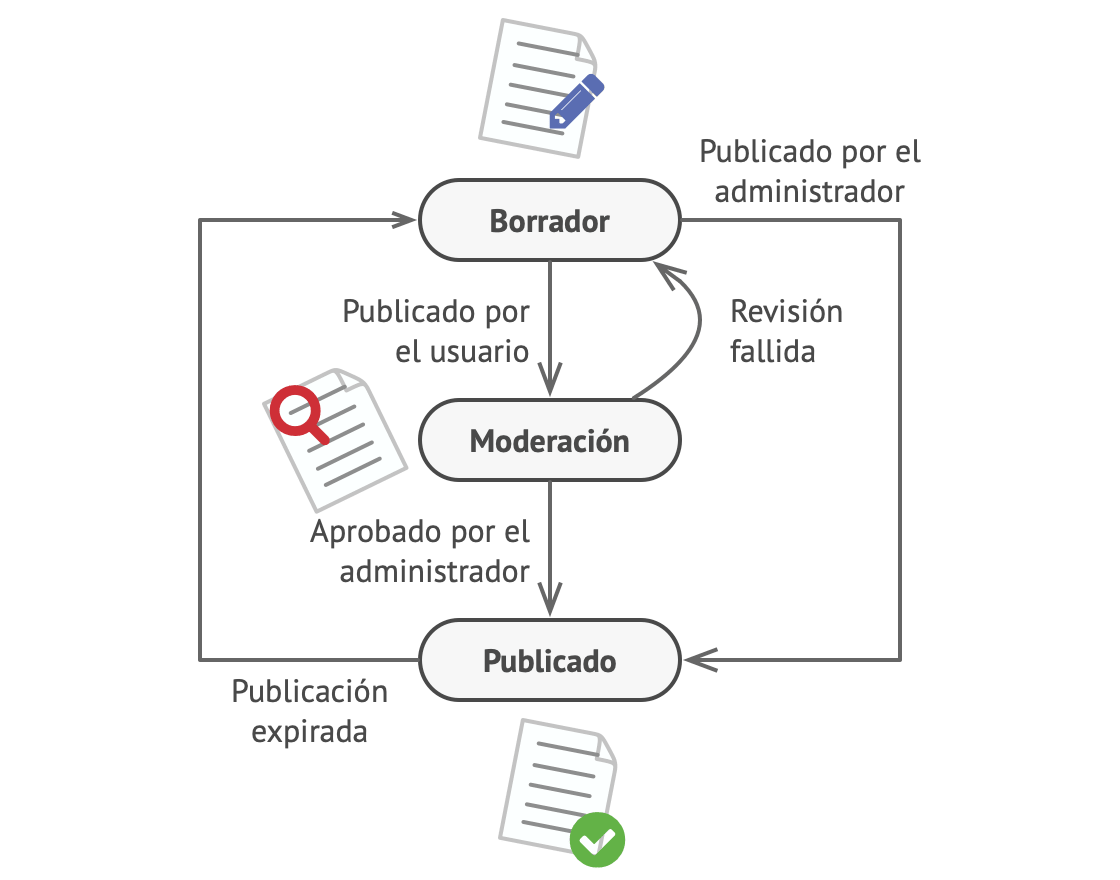 Publicado por el
administrador
Borrador
Publicado por
el usuario
Revisión
fallida
Moderación
Aprobado por el
administrador
Publicado
Publicación
expirada